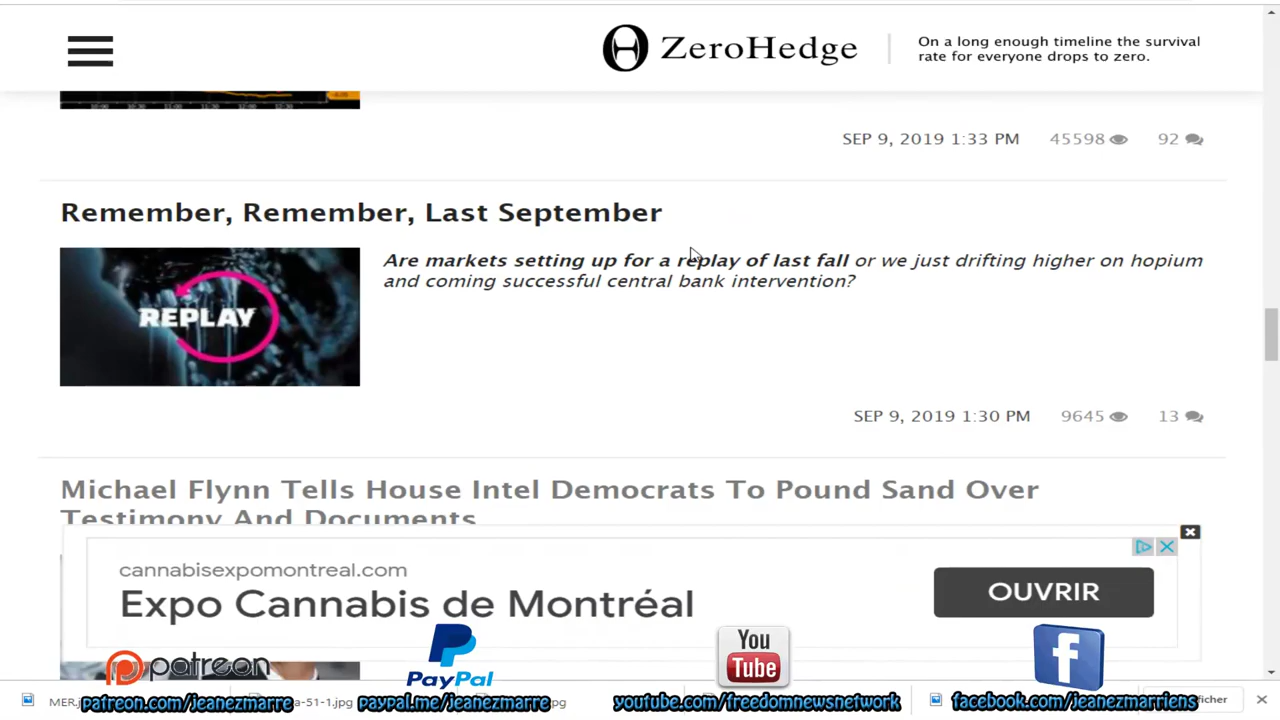 ZeroHedge
On a long enough timeline the survival
rate for everyone drops to zero.
SEP 9, 2019 1:33 PM 45598 92
Remember, Remember, Last September
REPLAY
Are markets setting up for a replay of last fall or we just drifting higher on hopium
and coming successful central bank intervention?
SEP 9, 2019 1:30 PM 9645 13
Michael Flynn Tells House Intel Democrats To Pound Sand Over
Testimony And Documents
cannabisexpomontreal.com
Expo Cannabis de Montréal
OUVRIR
patreon
PayPal
You
Tube
patreon.com/jeanezmarre
paypal.me/jeanezmarre
youtube.com/freedomnewsnetwork
facebook.com/jeanezmarriens